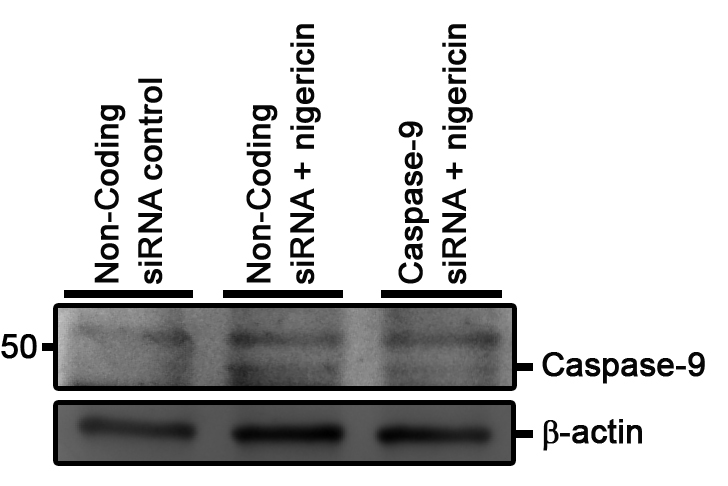 Non-Coding
siRNA control
Non-Coding
siRNA + nigericin
Caspase-9
siRNA + nigericin
50
Caspase-9
β-actin